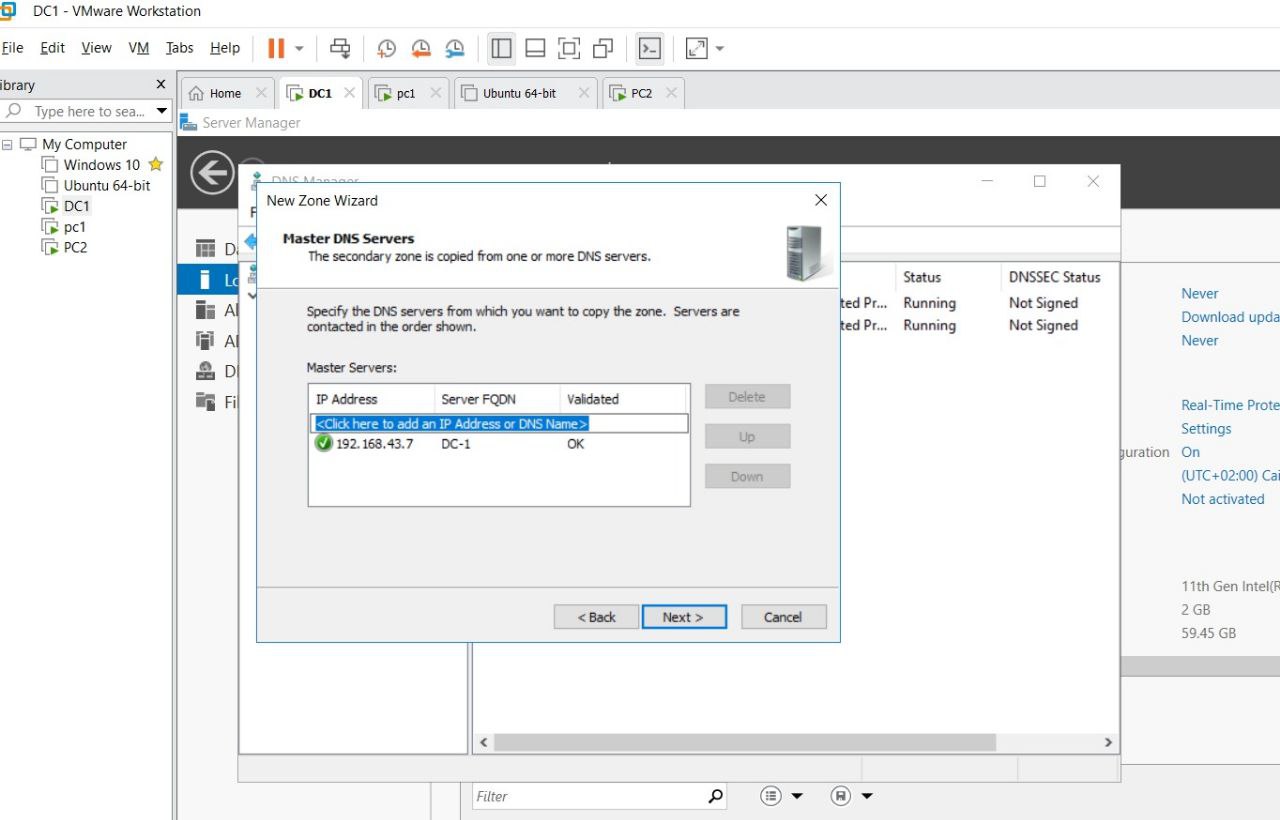 DC1 - VMware Workstation
File Edit View VM Tabs Help
Library
Type here to sea...
My Computer
Windows 10
Ubuntu 64-bit
DC1
pc1
PC2
Home DC1 pc1 Ubuntu 64-bit PC2
Server Manager
DNS Manager
New Zone Wizard
Master DNS Servers
The secondary zone is copied from one or more DNS servers.
Specify the DNS servers from which you want to copy the zone. Servers are
contacted in the order shown.
Master Servers:
IP Address Server FQDN Validated
<Click here to add an IP Address or DNS Name>
192.168.43.7 DC-1 OK
Delete
Up
Down
< Back Next > Cancel
Status DNSSEC Status
ted Pr... Running Not Signed
ted Pr... Running Not Signed
Never
Download upda
Never
Real-Time Prote
Settings
guration On
(UTC+02:00) Cai
Not activated
11th Gen Intel(R
2 GB
59.45 GB
Filter